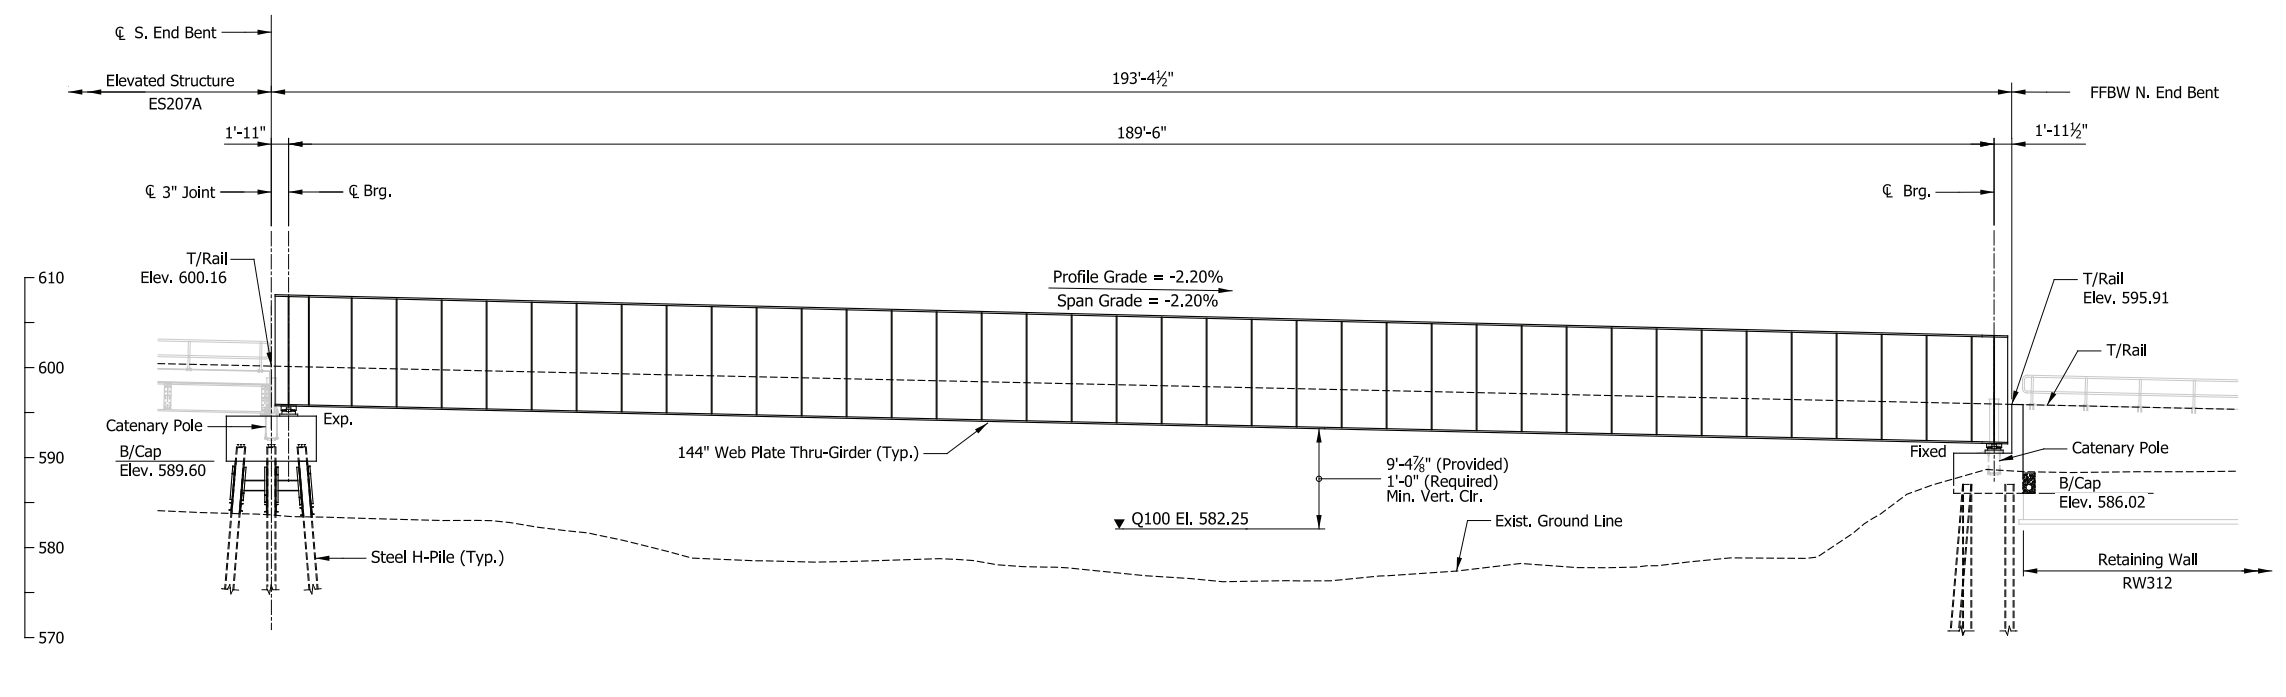 ℄ S. End Bent
Elevated Structure
ES207A
193'-4½"
FFBW N. End Bent
1'-11"
189'-6"
1'-11½"
℄ 3" Joint
℄ Brg.
℄ Brg.
T/Rail
Elev. 600.16
Profile Grade = -2.20%
Span Grade = -2.20%
T/Rail
Elev. 595.91
T/Rail
610
600
590
580
570
Catenary Pole
Exp.
B/Cap
Elev. 589.60
144" Web Plate Thru-Girder (Typ.)
9'-4⅞" (Provided)
1'-0" (Required)
Min. Vert. Clr.
Fixed
Catenary Pole
B/Cap
Elev. 586.02
Q100 El. 582.25
Exist. Ground Line
Steel H-Pile (Typ.)
Retaining Wall
RW312